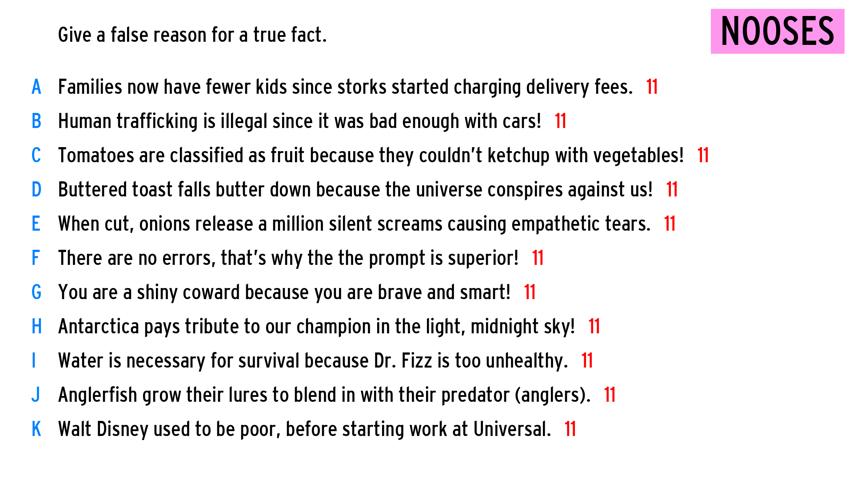 Give a false reason for a true fact.
NOOSES
A Families now have fewer kids since storks started charging delivery fees. 11
B Human trafficking is illegal since it was bad enough with cars! 11
C Tomatoes are classified as fruit because they couldn't ketchup with vegetables! 11
D Buttered toast falls butter down because the universe conspires against us! 11
E When cut, onions release a million silent screams causing empathetic tears. 11
F There are no errors, that's why the the prompt is superior! 11
G You are a shiny coward because you are brave and smart! 11
H Antarctica pays tribute to our champion in the light, midnight sky! 11
I Water is necessary for survival because Dr. Fizz is too unhealthy. 11
J Anglerfish grow their lures to blend in with their predator (anglers). 11
K Walt Disney used to be poor, before starting work at Universal. 11